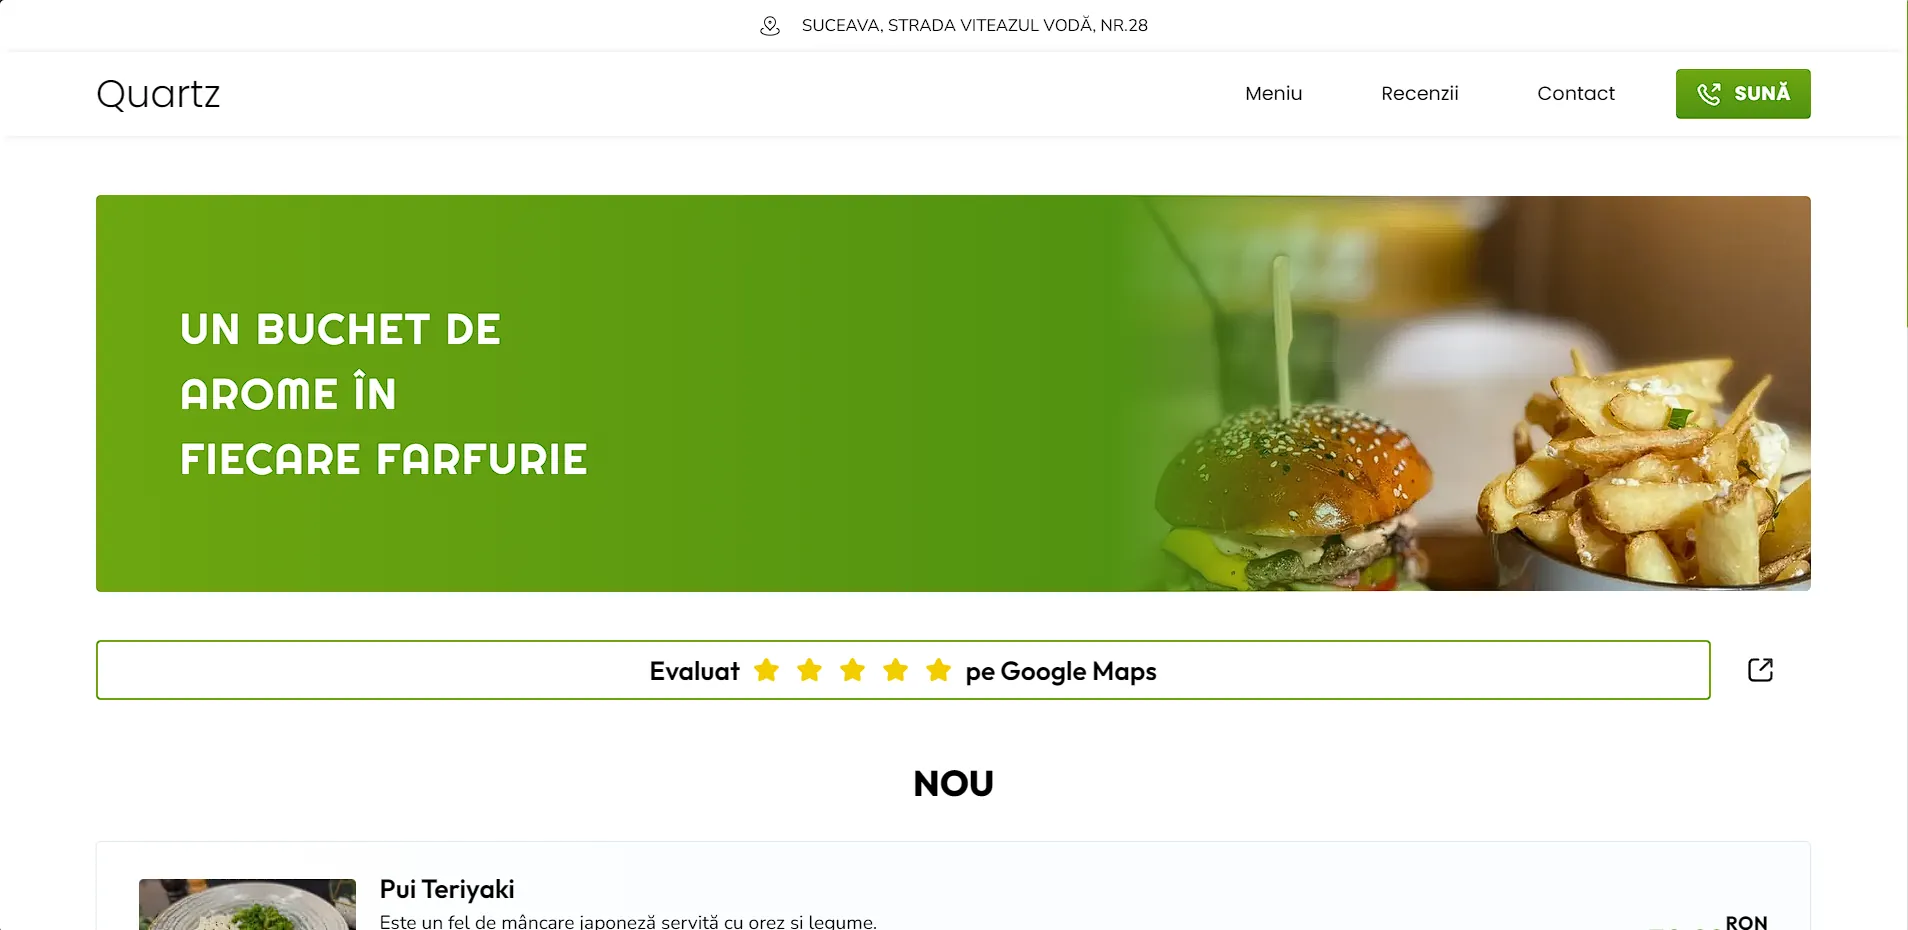 SUCEAVA, STRADA VITEAZUL VODĂ, NR.28
Quartz
Meniu
Recenzii
Contact
SUNĂ
UN BUCHET DE
AROME ÎN
FIECARE FARFURIE
Evaluat
pe Google Maps
NOU
Pui Teriyaki
Este un fel de mâncare japoneză servită cu orez și legume.
RON